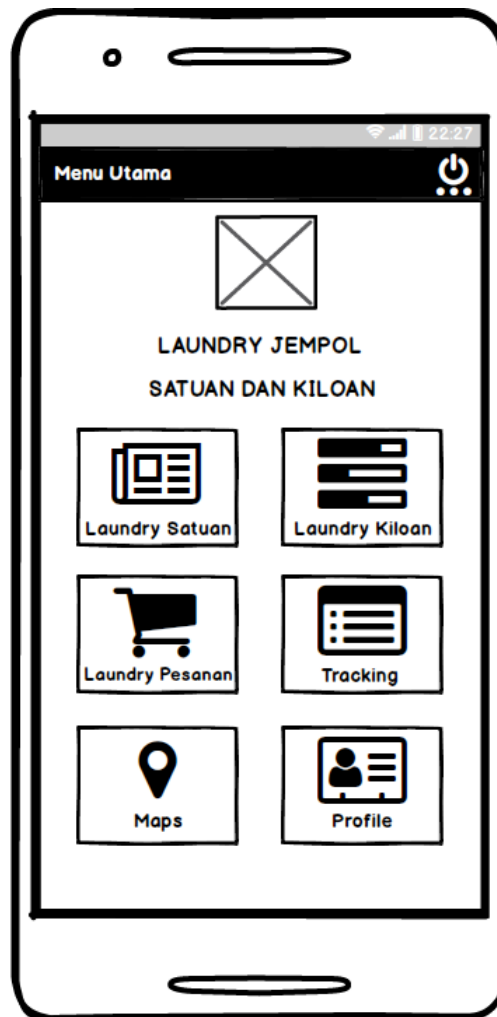 22:27
Menu Utama
LAUNDRY JEMPOL
SATUAN DAN KILOAN
Laundry Satuan
Laundry Kiloan
Laundry Pesanan
Tracking
Maps
Profile